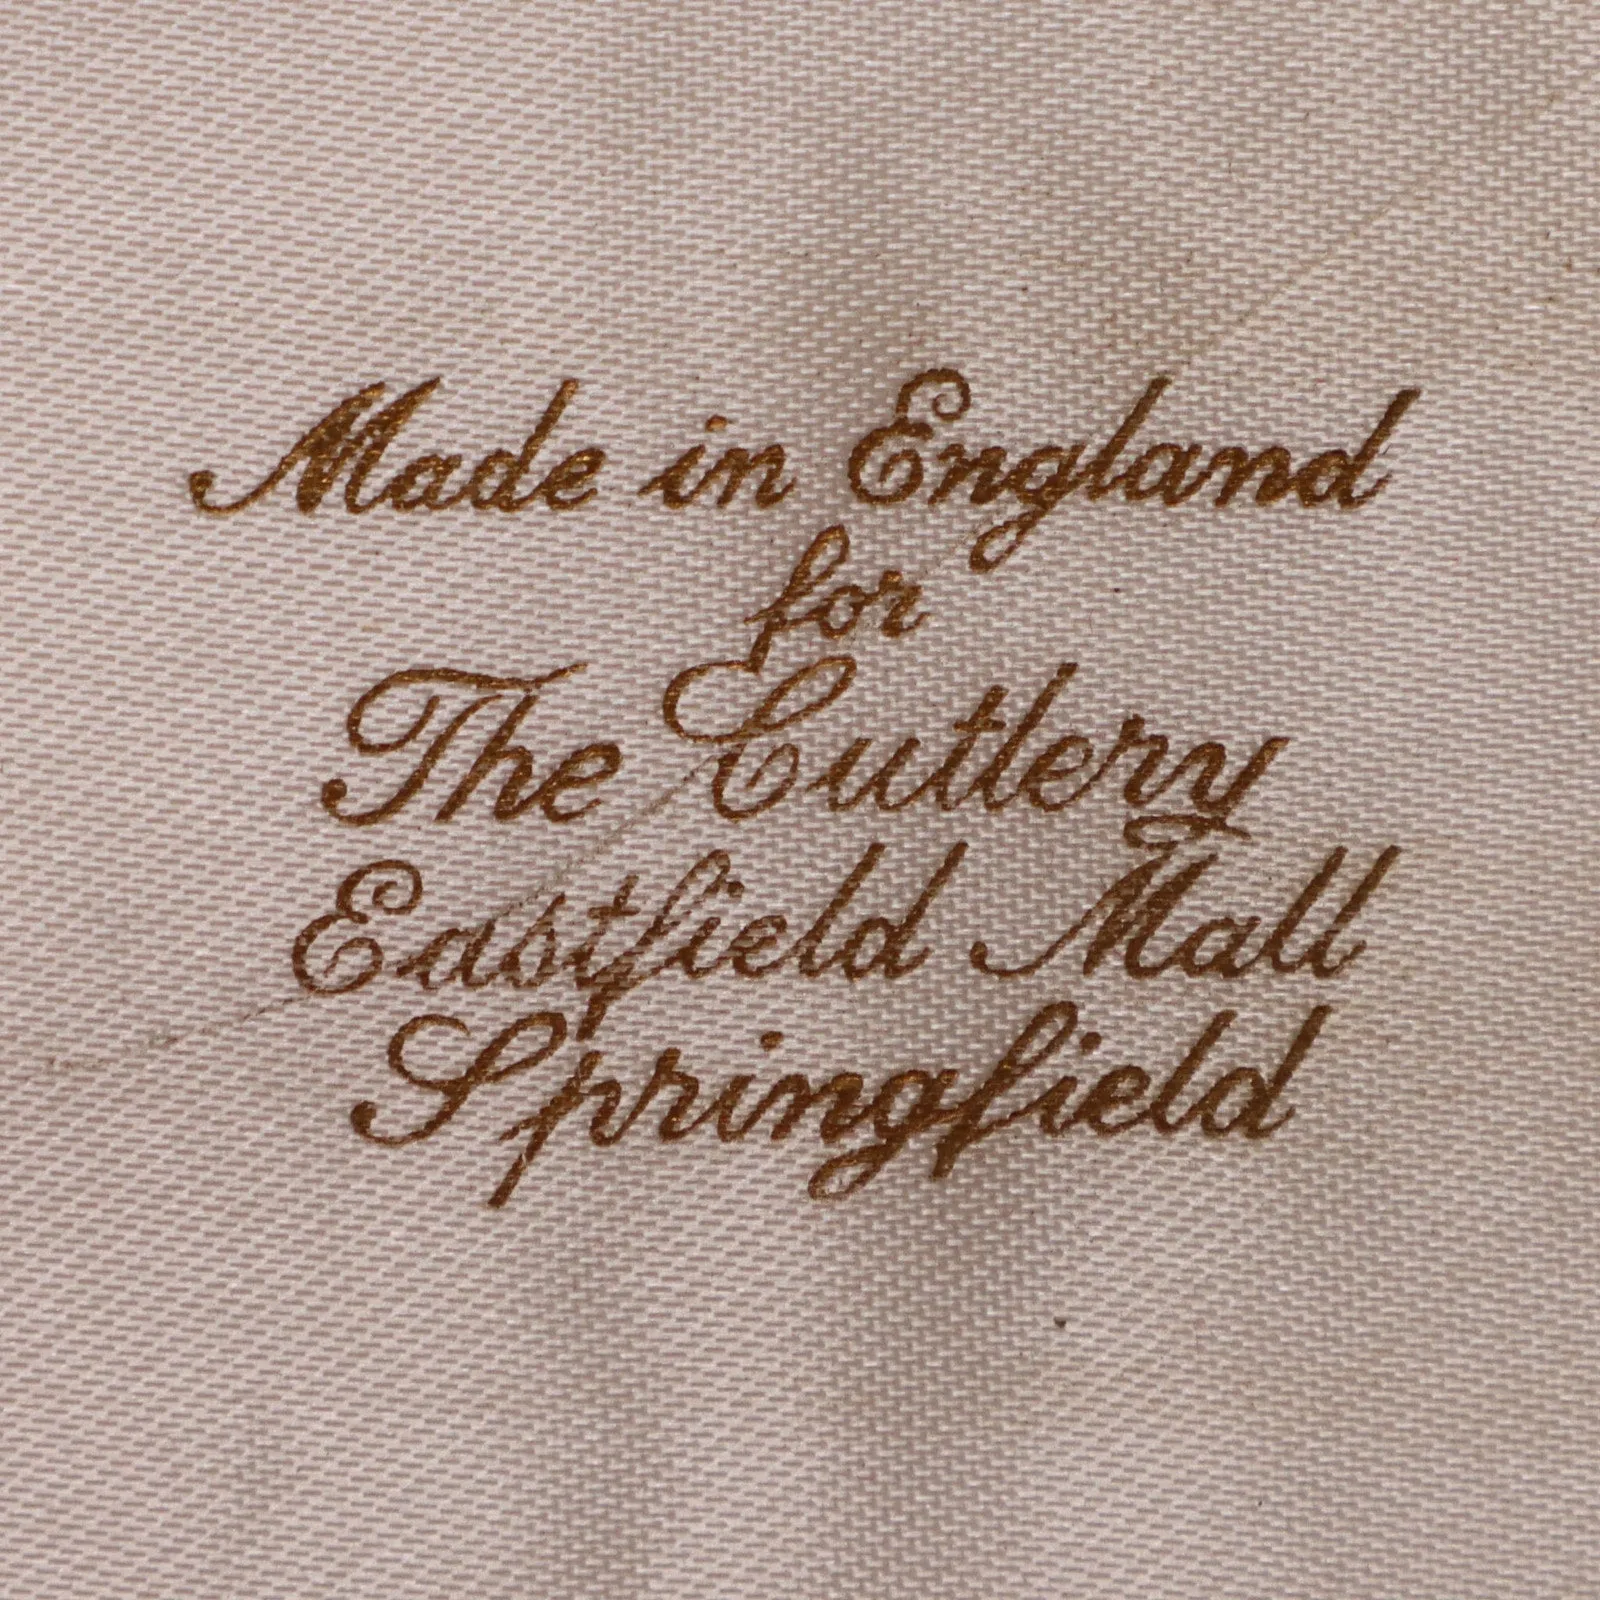 Made in England
for
The Cutlery
Eastfield Mall
Springfield